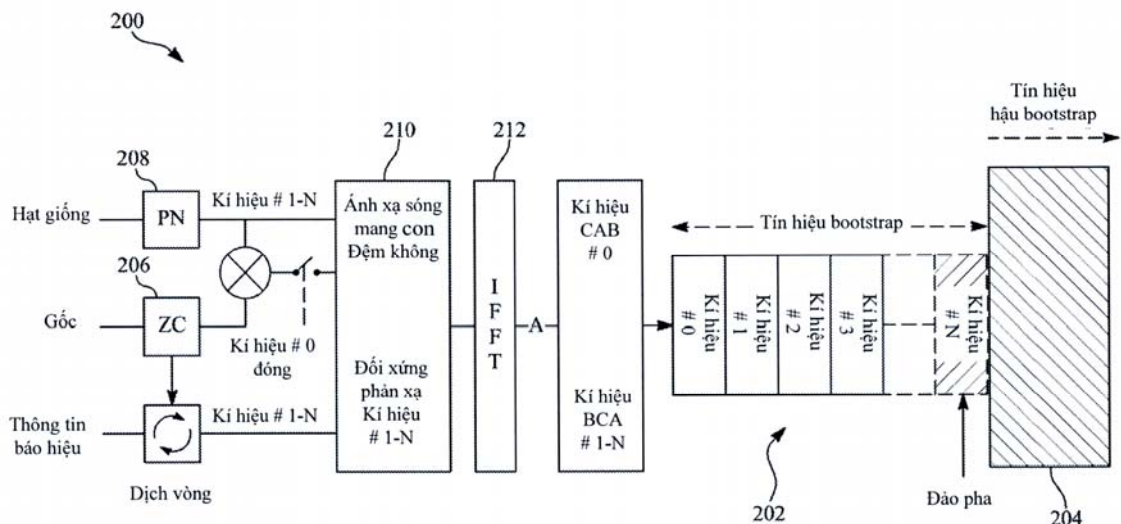 200
Tín hiệu
hậu bootstrap
210
212
208
Kí hiệu # 1-N
Hạt giống
PN
Ánh xạ sóng
mang con
Đệm không
Kí hiệu
CAB
# 0
Tín hiệu bootstrap
206
Gốc
ZC
Kí hiệu # 0
đóng
I
F
F
T
A
Kí hiệu
# 0
Kí hiệu
# 1
Kí hiệu
# 2
Kí hiệu
# 3
Kí hiệu
# N
Thông tin
báo hiệu
Kí hiệu # 1-N
Đối xứng
phản xạ
Kí hiệu
# 1-N
Kí hiệu
BCA
# 1-N
Dịch vòng
202
Đảo pha
204